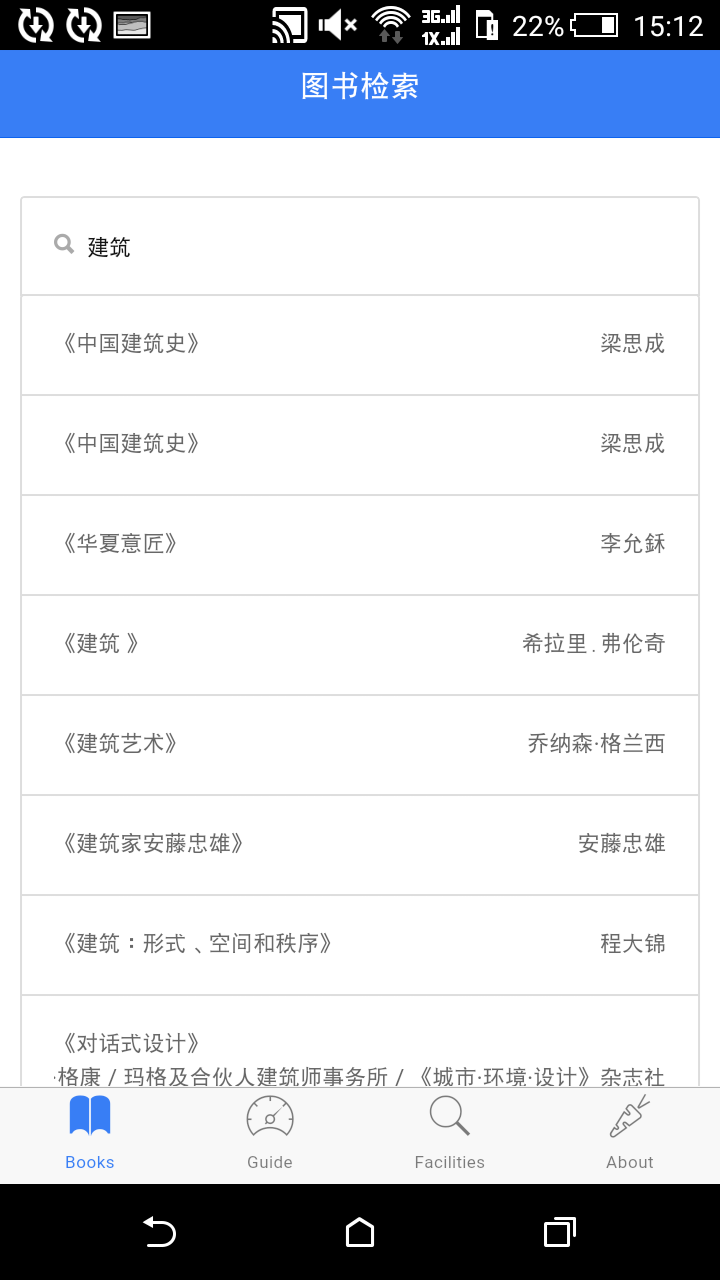 3G
1X
22%
15:12
图书检索
建筑
《中国建筑史》 梁思成
《中国建筑史》 梁思成
《华夏意匠》 李允鉌
《建筑 》 希拉里 . 弗伦奇
《建筑艺术》 乔纳森·格兰西
《建筑家安藤忠雄》 安藤忠雄
《建筑：形式 、空间和秩序》 程大锦
《对话式设计》
·格康 / 玛格及合伙人建筑师事务所 / 《城市·环境·设计》杂志社
Books
Guide
Facilities
About